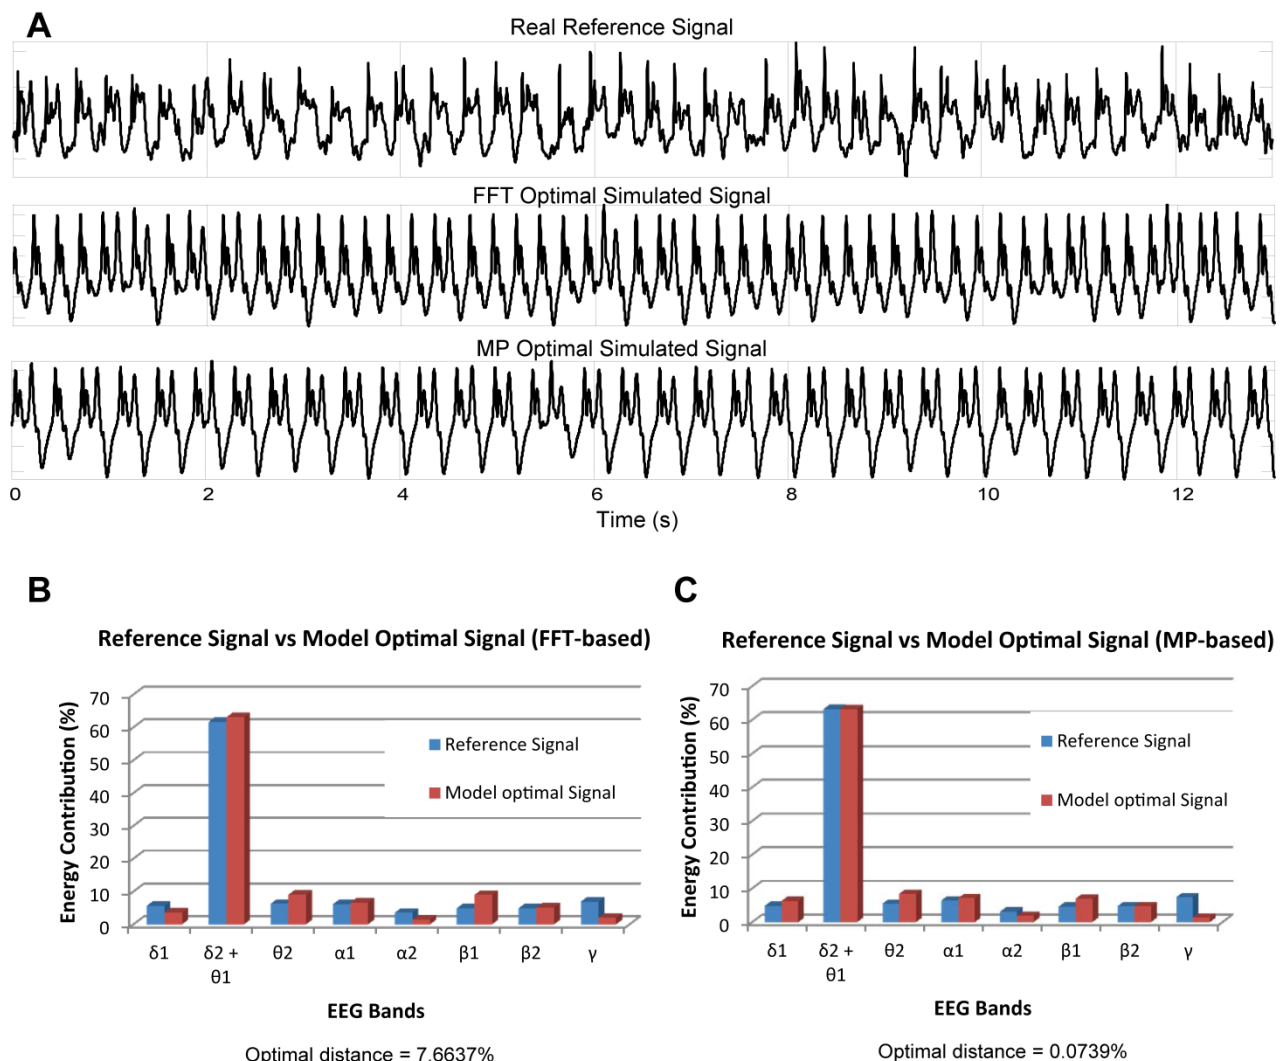 A
Real Reference Signal
FFT Optimal Simulated Signal
MP Optimal Simulated Signal
0 2 4 6 8 10 12
Time (s)
B
Reference Signal vs Model Optimal Signal (FFT-based)
Energy Contribution (%)
70
60
50
40
30
20
10
0
Reference Signal
Model optimal Signal
δ1 δ2 + θ1 θ2 α1 α2 β1 β2 γ
EEG Bands
Optimal distance = 7.6637%
C
Reference Signal vs Model Optimal Signal (MP-based)
Energy Contribution (%)
70
60
50
40
30
20
10
0
Reference Signal
Model optimal Signal
δ1 δ2 + θ1 θ2 α1 α2 β1 β2 γ
EEG Bands
Optimal distance = 0.0739%